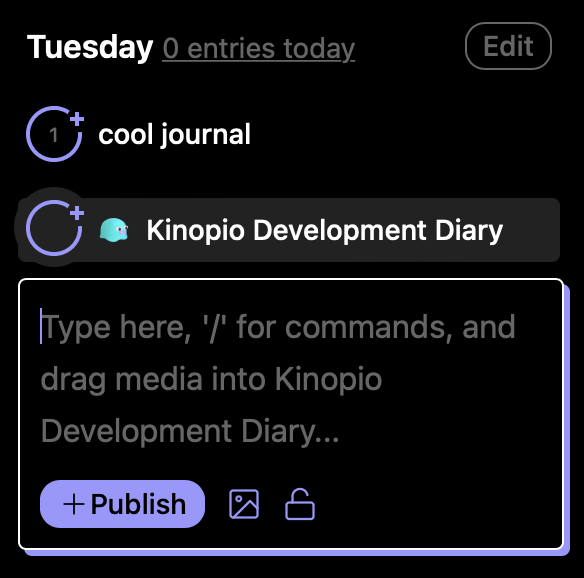 Tuesday 0 entries today Edit
1 cool journal
Kinopio Development Diary
Type here, '/' for commands, and
drag media into Kinopio
Development Diary...
+ Publish